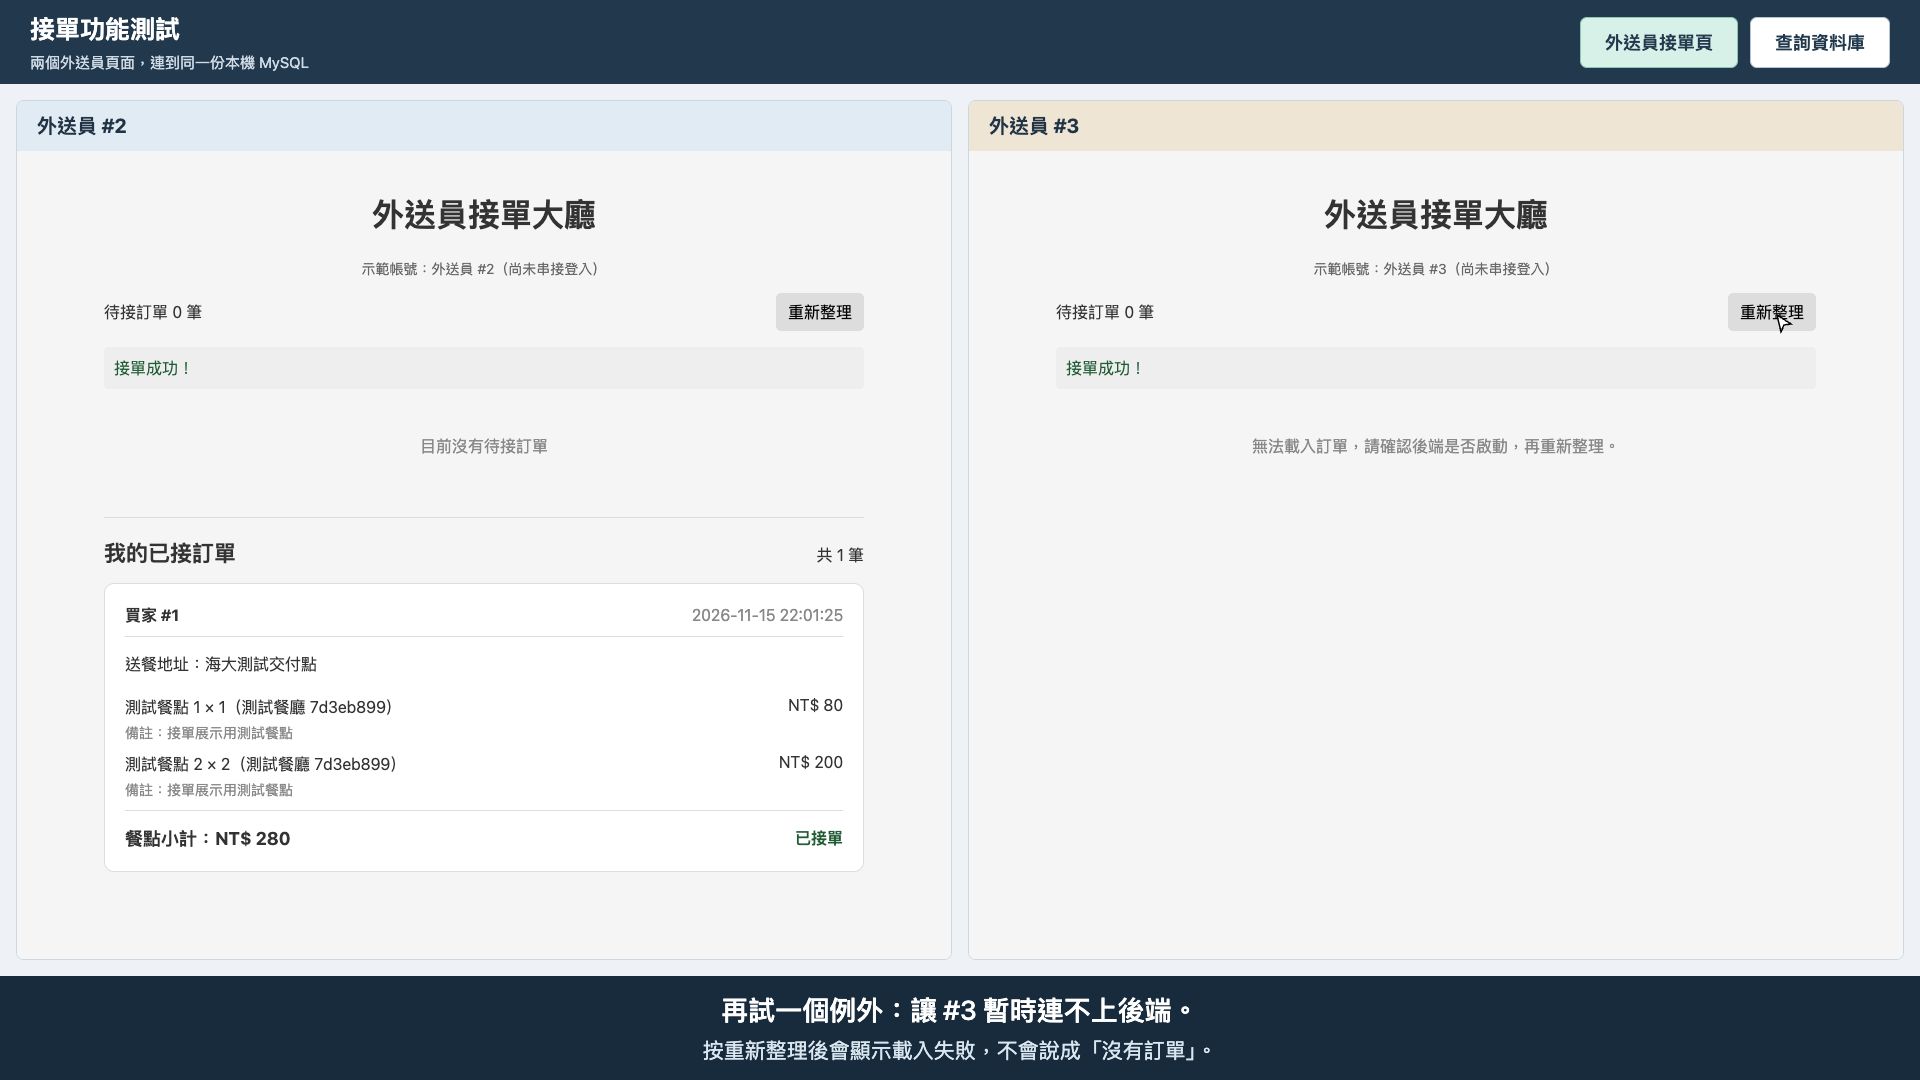 接單功能測試
兩個外送員頁面，連到同一份本機 MySQL
外送員接單頁
查詢資料庫
外送員 #2
外送員接單大廳
示範帳號：外送員 #2（尚未串接登入）
待接訂單 0 筆
重新整理
接單成功！
目前沒有待接訂單
我的已接訂單
共 1 筆
買家 #1
2026-11-15 22:01:25
送餐地址：海大測試交付點
測試餐點 1 × 1（測試餐廳 7d3eb899）
NT$ 80
備註：接單展示用測試餐點
測試餐點 2 × 2（測試餐廳 7d3eb899）
NT$ 200
備註：接單展示用測試餐點
餐點小計：NT$ 280
已接單
外送員 #3
外送員接單大廳
示範帳號：外送員 #3（尚未串接登入）
待接訂單 0 筆
重新整理
接單成功！
無法載入訂單，請確認後端是否啟動，再重新整理。
再試一個例外：讓 #3 暫時連不上後端。
按重新整理後會顯示載入失敗，不會說成「沒有訂單」。